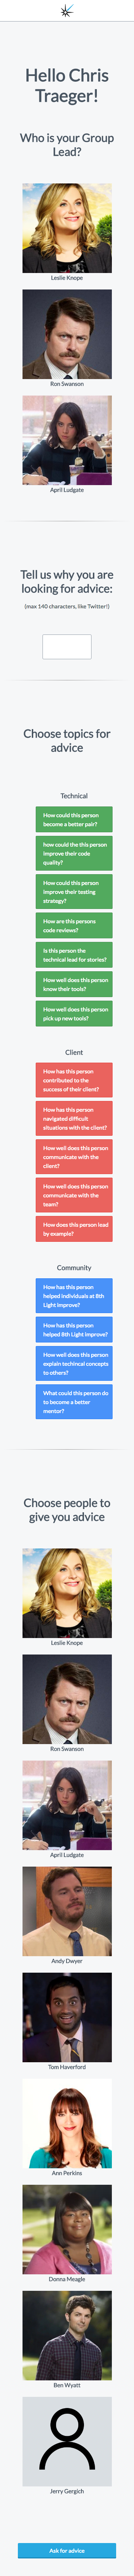 Hello Chris
Traeger!
Who is your Group
Lead?
Leslie Knope
Ron Swanson
April Ludgate
Tell us why you are
looking for advice:
(max 140 characters, like Twitter!)
Choose topics for
advice
Technical
How could this person
become a better pair?
how could the this person
improve their code
quality?
How could this person
improve their testing
strategy?
How are this persons
code reviews?
Is this person the
technical lead for stories?
How well does this person
know their tools?
How well does this person
pick up new tools?
Client
How has this person
contributed to the
success of their client?
How has this person
navigated difficult
situations with the client?
How well does this person
communicate with the
client?
How well does this person
communicate with the
team?
How does this person lead
by example?
Community
How has this person
helped individuals at 8th
Light improve?
How has this person
helped 8th Light improve?
How well does this person
explain techincal concepts
to others?
What could this person do
to become a better
mentor?
Choose people to
give you advice
Leslie Knope
Ron Swanson
April Ludgate
Andy Dwyer
Tom Haverford
Ann Perkins
Donna Meagle
Ben Wyatt
Jerry Gergich
Ask for advice